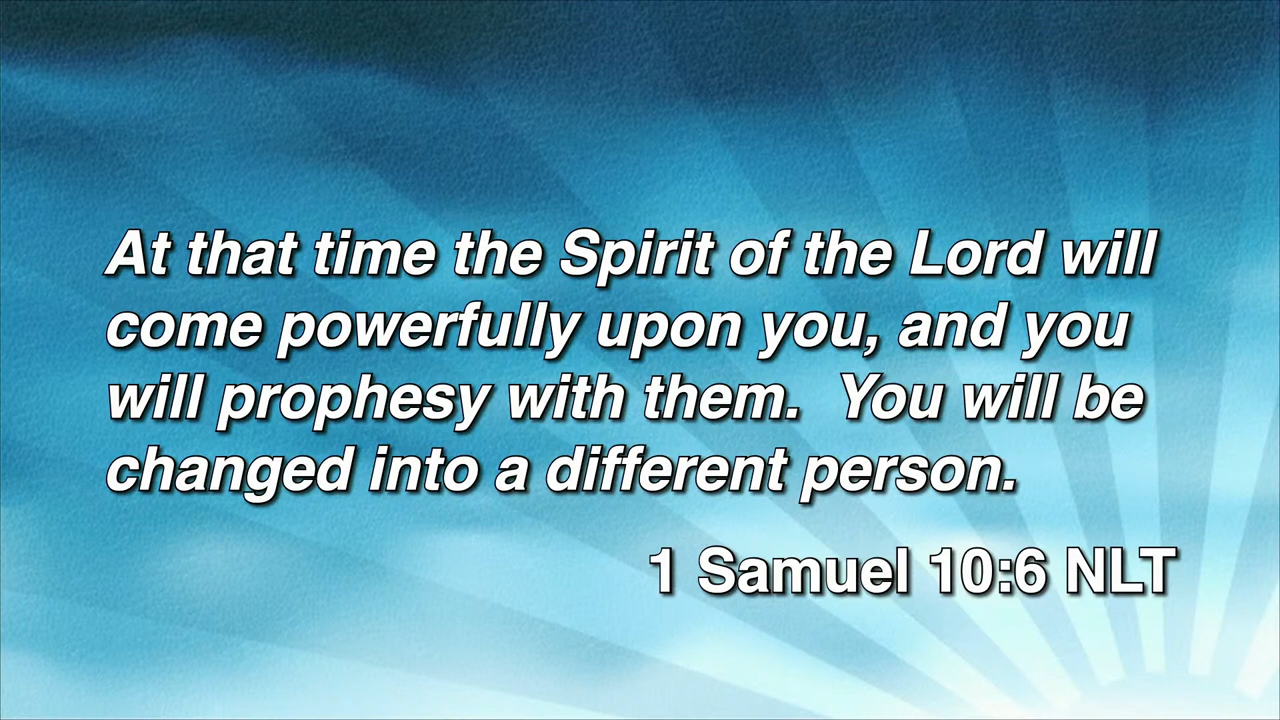 At that time the Spirit of the Lord will
come powerfully upon you, and you
will prophesy with them.  You will be
changed into a different person.
1 Samuel 10:6 NLT